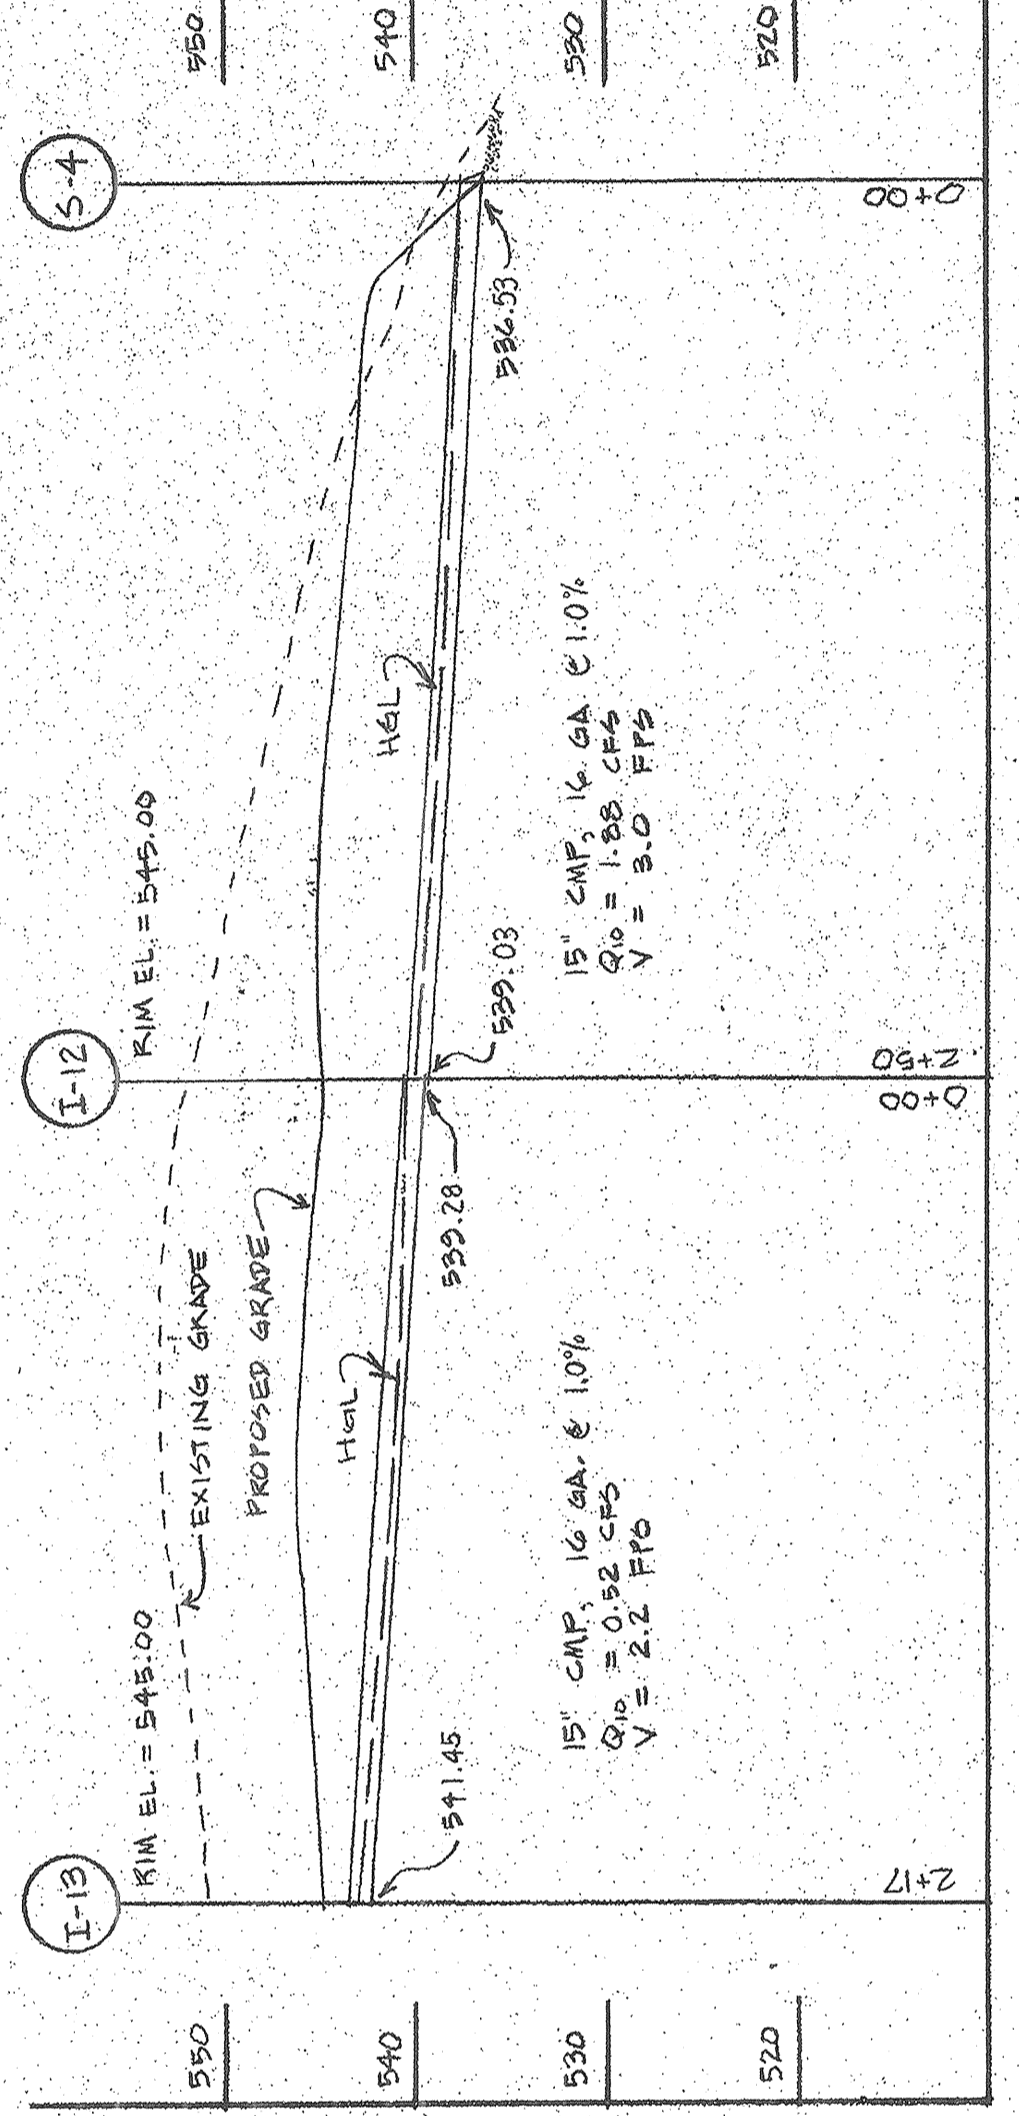 I-13
I-12
S-4
RIM EL. = 545.00
RIM EL. = 545.00
550
540
530
520
550
540
530
520
EXISTING GRADE
PROPOSED GRADE
HGL
HGL
541.45
539.28
539.03
536.53
15" CMP, 16 GA. @ 1.0%
Q10 = 0.52 CFS
V = 2.2 FPS
15" CMP, 16 GA. @ 1.0%
Q10 = 1.88 CFS
V = 3.0 FPS
2+17
0+00
2+50
0+00